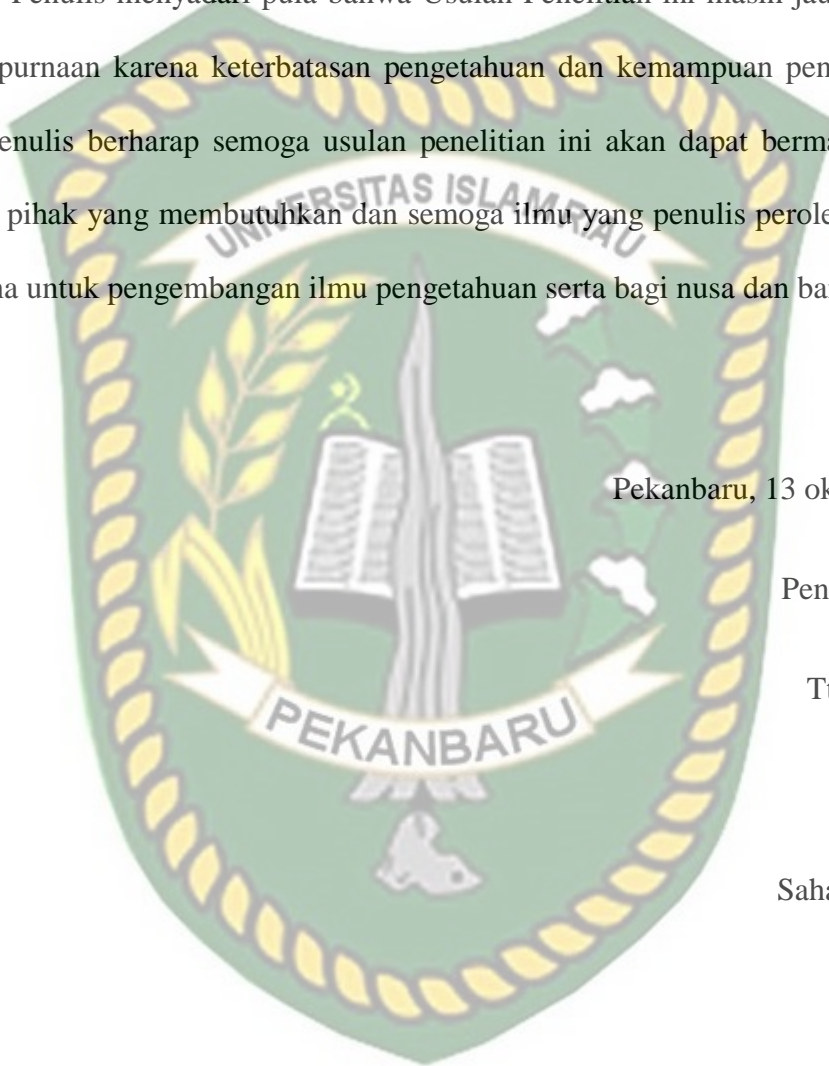 Penulis menyadari pula bahwa Usulan Penelitian ini masih jau
purnaan karena keterbatasan pengetahuan dan kemampuan pen
enulis berharap semoga usulan penelitian ini akan dapat berma
pihak yang membutuhkan dan semoga ilmu yang penulis perole
UNIVERSITAS ISLAM RIAU
na untuk pengembangan ilmu pengetahuan serta bagi nusa dan ba
Pekanbaru, 13 ok
Pen
Tt
PEKANBARU
Saha